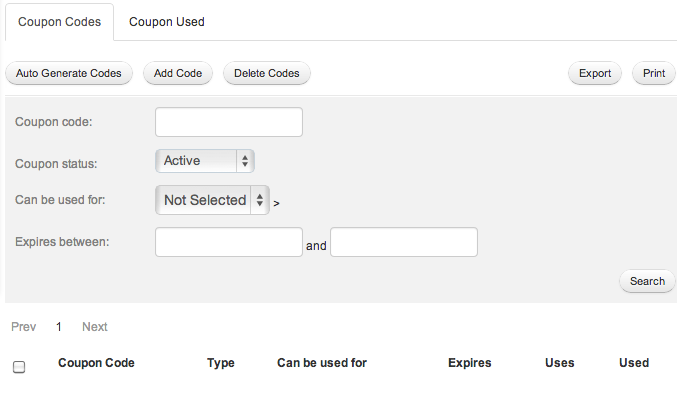 Coupon Codes Coupon Used
Auto Generate Codes Add Code Delete Codes Export Print
Coupon code:
Coupon status: Active
Can be used for: Not Selected >
Expires between: and
Search
Prev 1 Next
Coupon Code Type Can be used for Expires Uses Used